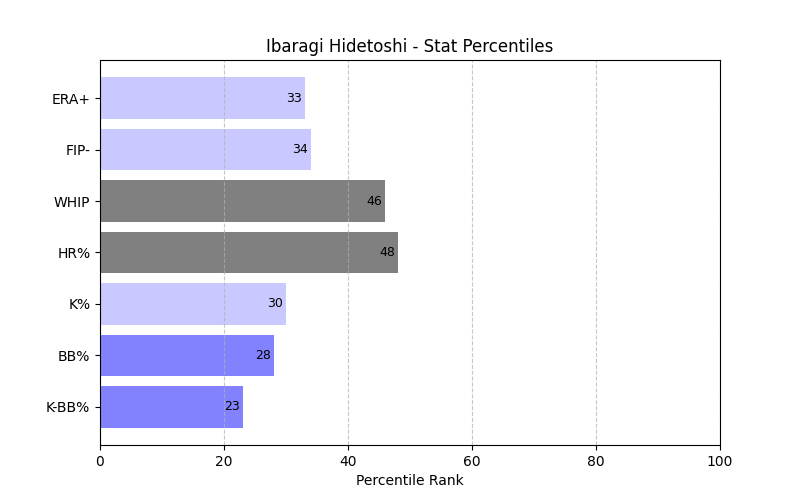 Ibaragi Hidetoshi - Stat Percentiles
ERA+ 33
FIP- 34
WHIP 46
HR% 48
K% 30
BB% 28
K-BB% 23
0 20 40 60 80 100
Percentile Rank